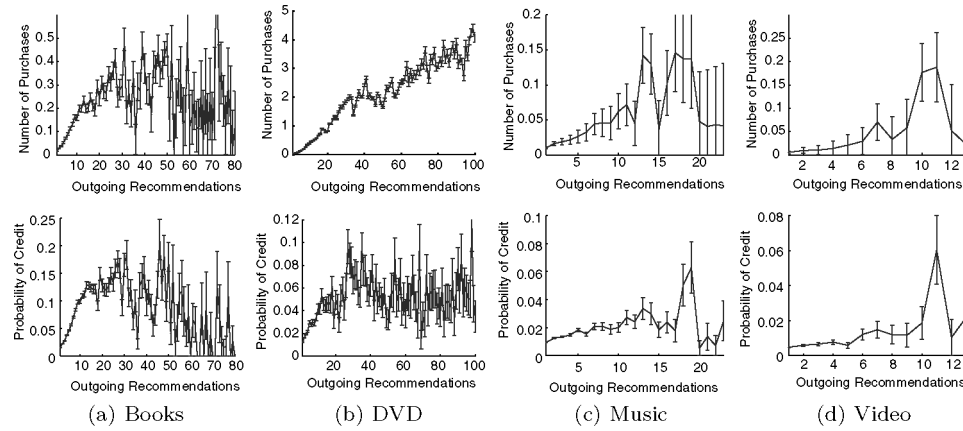 Number of Purchases
0.5
0.4
0.3
0.2
0.1
0
10 20 30 40 50 60 70 80
Outgoing Recommendations
Number of Purchases
5
4
3
2
1
0
20 40 60 80 100
Outgoing Recommendations
Number of Purchases
0.2
0.15
0.1
0.05
0
5 10 15 20
Outgoing Recommendations
Number of Purchases
0.25
0.2
0.15
0.1
0.05
0
2 4 6 8 10 12
Outgoing Recommendations
Probability of Credit
0.25
0.2
0.15
0.1
0.05
0
10 20 30 40 50 60 70 80
Outgoing Recommendations
Probability of Credit
0.12
0.1
0.08
0.06
0.04
0.02
0
20 40 60 80 100
Outgoing Recommendations
Probability of Credit
0.1
0.08
0.06
0.04
0.02
0
5 10 15 20
Outgoing Recommendations
Probability of Credit
0.08
0.06
0.04
0.02
0
2 4 6 8 10 12
Outgoing Recommendations
(a) Books
(b) DVD
(c) Music
(d) Video